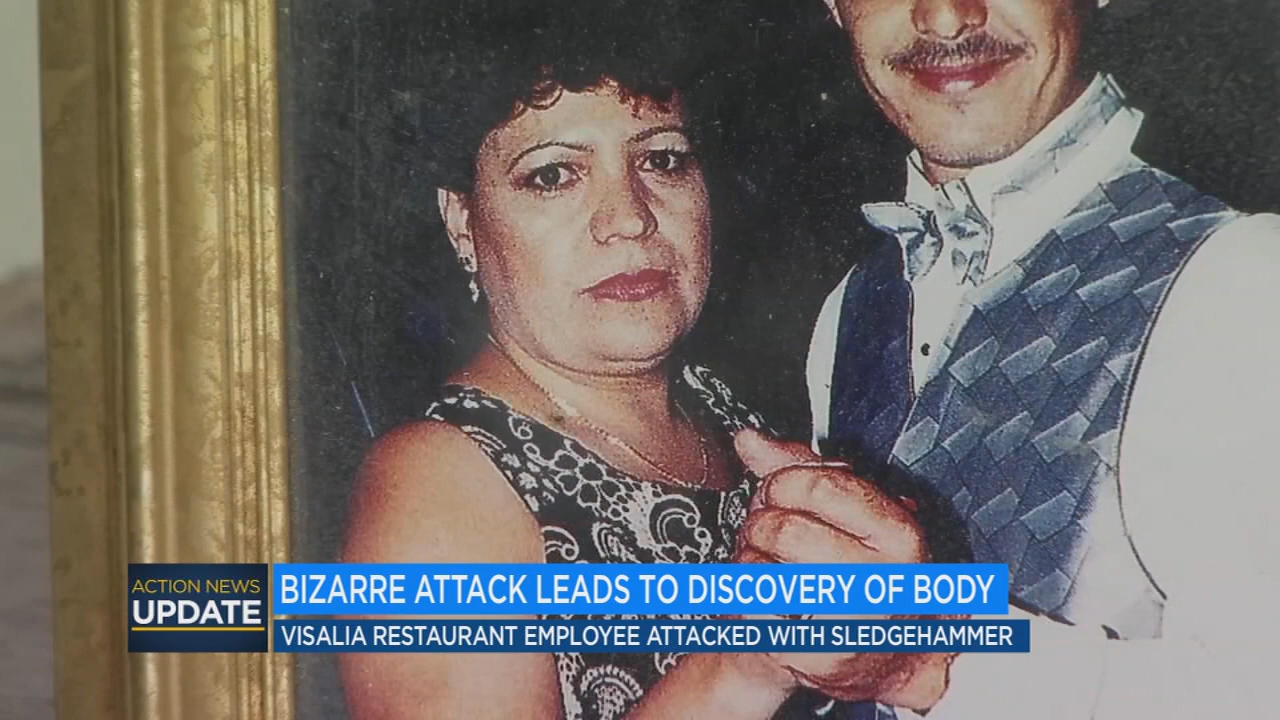 ACTION NEWS
UPDATE
BIZARRE ATTACK LEADS TO DISCOVERY OF BODY
VISALIA RESTAURANT EMPLOYEE ATTACKED WITH SLEDGEHAMMER